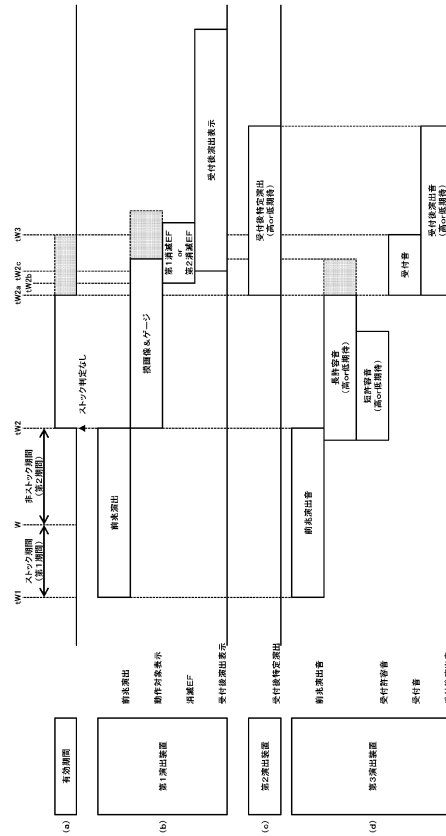 tW1
W
tW2
tW2a
tW2b
tW2c
tW3
ストック期間
(第1期間)
非ストック期間
(第2期間)
(a)
有効期間
ストック判定なし
(b)
第1演出装置
前兆演出
前兆演出
動作対象表示
操画像&ゲージ
消滅EF
第1消滅EF
or
第2消滅EF
受付後演出表示
受付後演出表示
(c)
第2演出装置
受付後特定演出
受付後特定演出
(高or低期待)
(d)
第3演出装置
前兆演出音
前兆演出音
受付許容音
長許容音
(高or低期待)
短許容音
(高or低期待)
受付音
受付音
受付後演出音
(高or低期待)